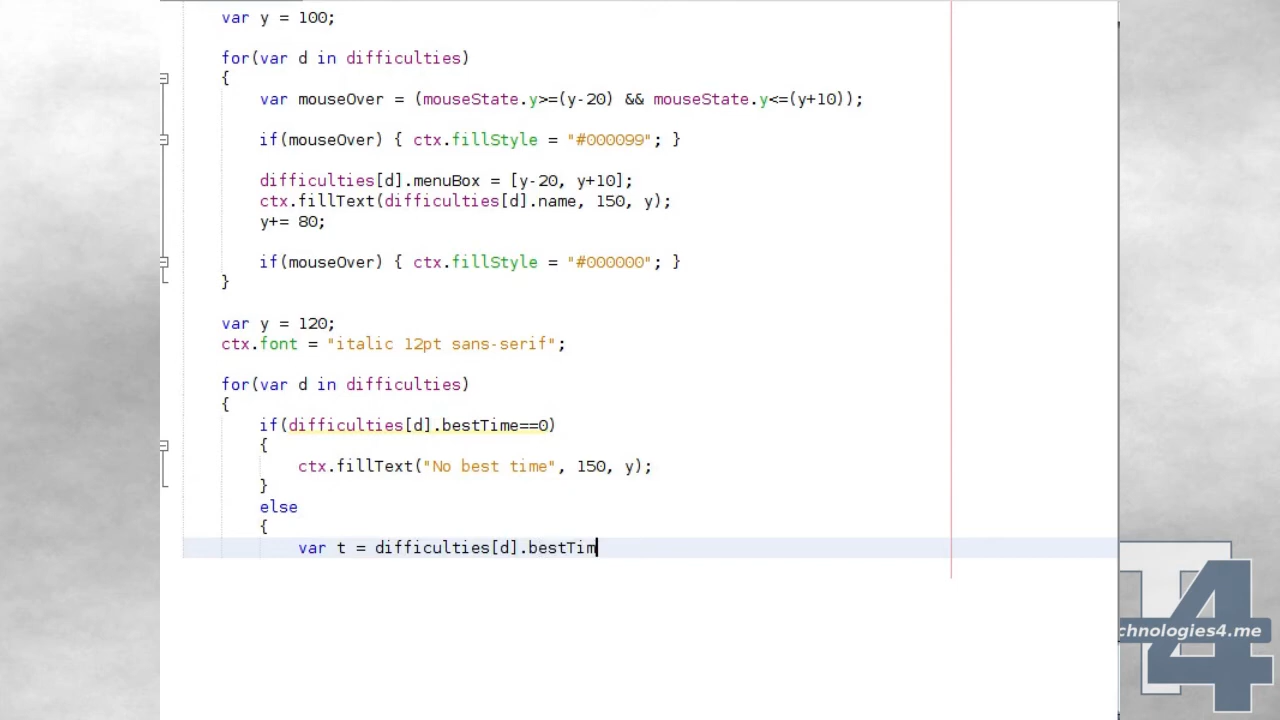 var y = 100;
for(var d in difficulties)
{
var mouseOver = (mouseState.y>=(y-20) && mouseState.y<=(y+10));
if(mouseOver) { ctx.fillStyle = "#000099"; }
difficulties[d].menuBox = [y-20, y+10];
ctx.fillText(difficulties[d].name, 150, y);
y+= 80;
if(mouseOver) { ctx.fillStyle = "#000000"; }
}
var y = 120;
ctx.font = "italic 12pt sans-serif";
for(var d in difficulties)
{
if(difficulties[d].bestTime==0)
{
ctx.fillText("No best time", 150, y);
}
else
{
var t = difficulties[d].bestTim
T4
chnologies4.me